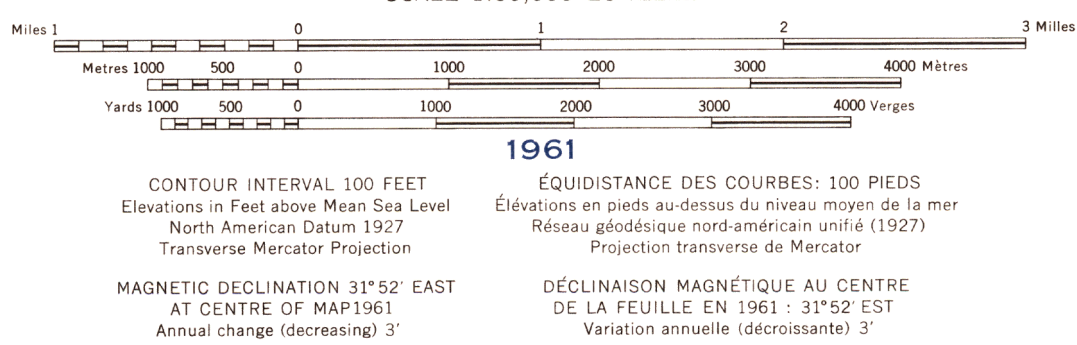 Miles 1 0 1 2 3 Milles
Metres 1000 500 0 1000 2000 3000 4000 Mètres
Yards 1000 500 0 1000 2000 3000 4000 Verges
1961
CONTOUR INTERVAL 100 FEET
Elevations in Feet above Mean Sea Level
North American Datum 1927
Transverse Mercator Projection
ÉQUIDISTANCE DES COURBES: 100 PIEDS
Élévations en pieds au-dessus du niveau moyen de la mer
Réseau géodésique nord-américain unifié (1927)
Projection transverse de Mercator
MAGNETIC DECLINATION 31°52' EAST
AT CENTRE OF MAP1961
Annual change (decreasing) 3'
DÉCLINAISON MAGNÉTIQUE AU CENTRE
DE LA FEUILLE EN 1961 : 31°52' EST
Variation annuelle (décroissante) 3'